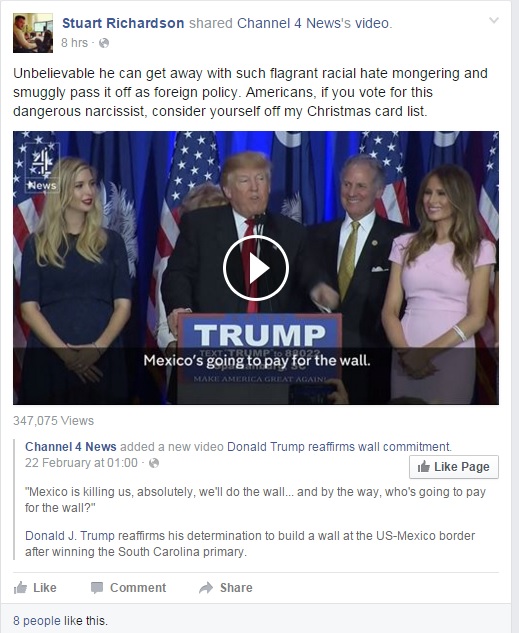 Stuart Richardson shared Channel 4 News's video.
8 hrs ·
Unbelievable he can get away with such flagrant racial hate mongering and
smuggly pass it off as foreign policy. Americans, if you vote for this
dangerous narcissist, consider yourself off my Christmas card list.
4
News
TRUMP
TEXT TRUMP to 88022
Mexico's going to pay for the wall.
MAKE AMERICA GREAT AGAIN!
347,075 Views
Channel 4 News added a new video Donald Trump reaffirms wall commitment.
22 February at 01:00 ·
Like Page
"Mexico is killing us, absolutely, we'll do the wall... and by the way, who's going to pay
for the wall?"
Donald J. Trump reaffirms his determination to build a wall at the US-Mexico border
after winning the South Carolina primary.
Like Comment Share
8 people like this.